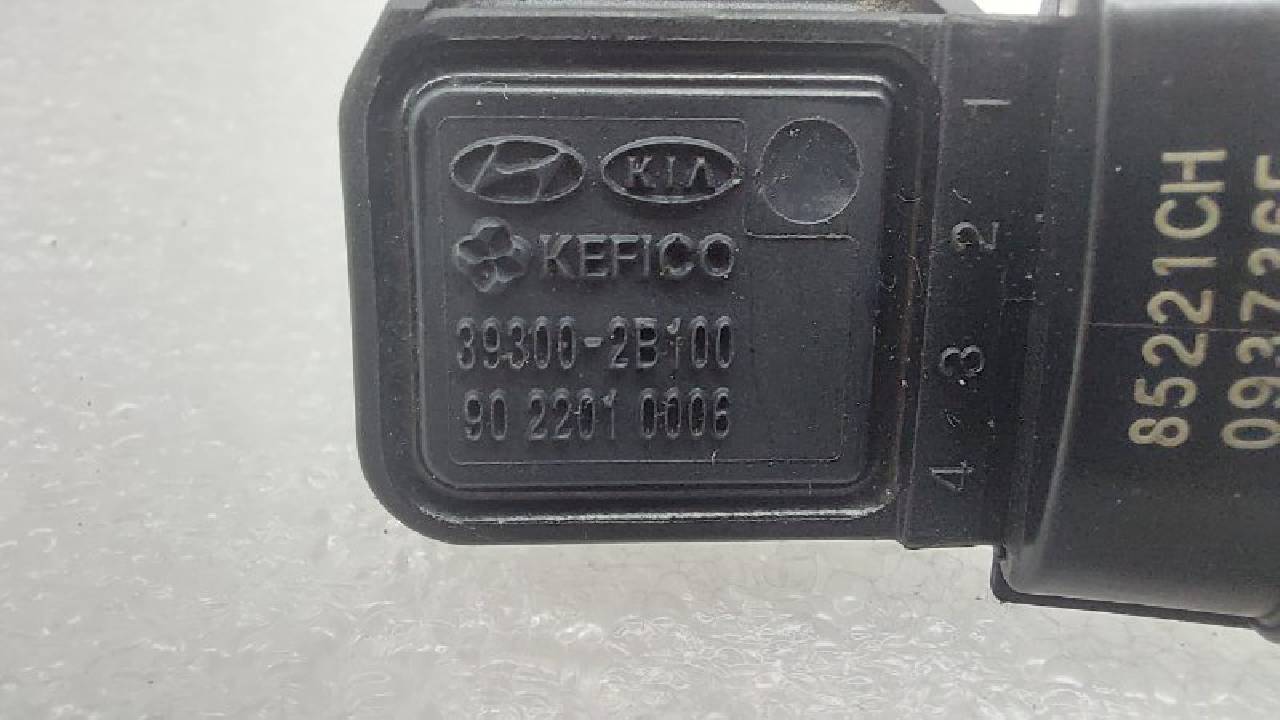 KIA
KEFICO
39300-2B100
90 2201 0006
1
2
3
4
85221CH